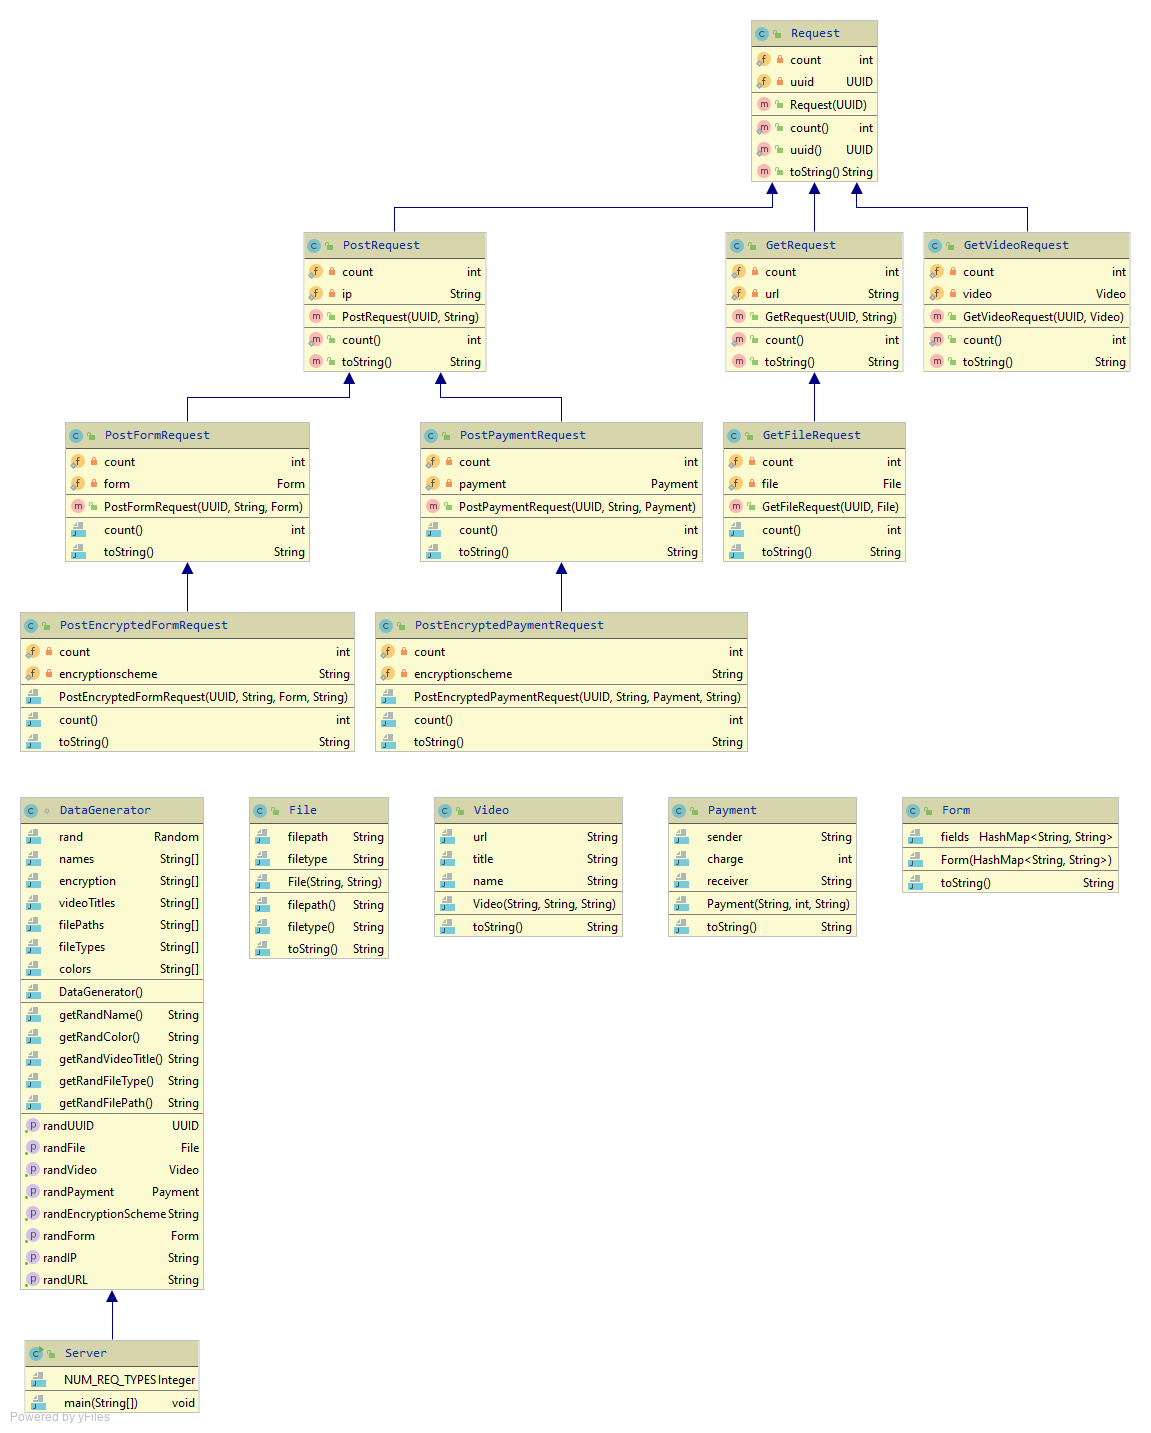 Request
count int
uuid UUID
Request(UUID)
count() int
uuid() UUID
toString() String
PostRequest
count int
ip String
PostRequest(UUID, String)
count() int
toString() String
GetRequest
count int
url String
GetRequest(UUID, String)
count() int
toString() String
GetVideoRequest
count int
video Video
GetVideoRequest(UUID, Video)
count() int
toString() String
PostFormRequest
count int
form Form
PostFormRequest(UUID, String, Form)
count() int
toString() String
PostPaymentRequest
count int
payment Payment
PostPaymentRequest(UUID, String, Payment)
count() int
toString() String
GetFileRequest
count int
file File
GetFileRequest(UUID, File)
count() int
toString() String
PostEncryptedFormRequest
count int
encryptionscheme String
PostEncryptedFormRequest(UUID, String, Form, String)
count() int
toString() String
PostEncryptedPaymentRequest
count int
encryptionscheme String
PostEncryptedPaymentRequest(UUID, String, Payment, String)
count() int
toString() String
DataGenerator
rand Random
names String[]
encryption String[]
videoTitles String[]
filePaths String[]
fileTypes String[]
colors String[]
DataGenerator()
getRandName() String
getRandColor() String
getRandVideoTitle() String
getRandFileType() String
getRandFilePath() String
randUUID UUID
randFile File
randVideo Video
randPayment Payment
randEncryptionScheme String
randForm Form
randIP String
randURL String
File
filepath String
filetype String
File(String, String)
filepath() String
filetype() String
toString() String
Video
url String
title String
name String
Video(String, String, String)
toString() String
Payment
sender String
charge int
receiver String
Payment(String, int, String)
toString() String
Form
fields HashMap<String, String>
Form(HashMap<String, String>)
toString() String
Server
NUM_REQ_TYPES Integer
main(String[]) void
Powered by yFiles